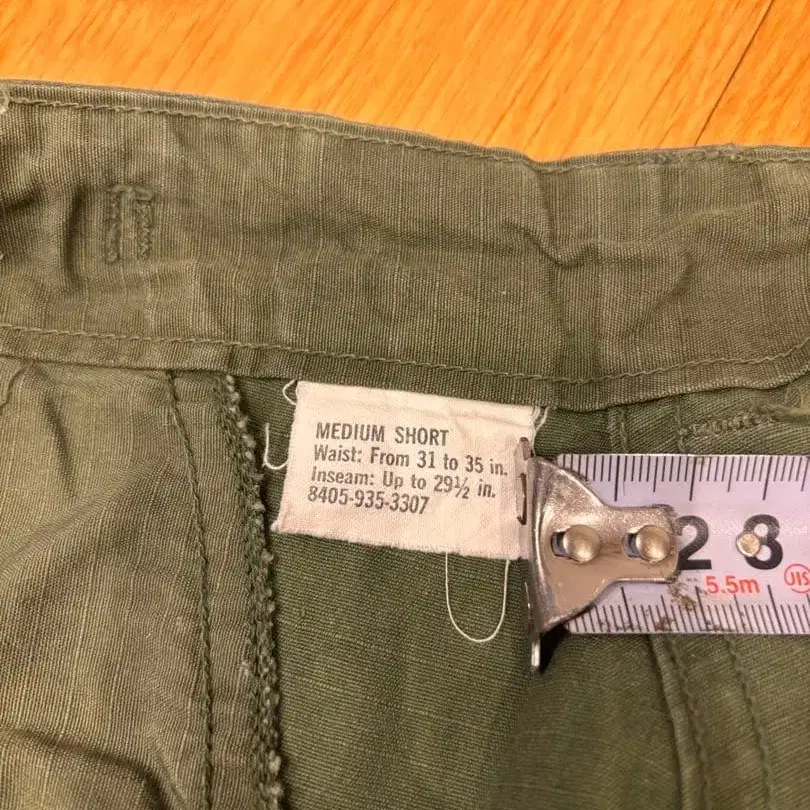 MEDIUM SHORT
Waist: From 31 to 35 in.
Inseam: Up to 29½ in.
8405-935-3307
2 3
5.5m
JIS